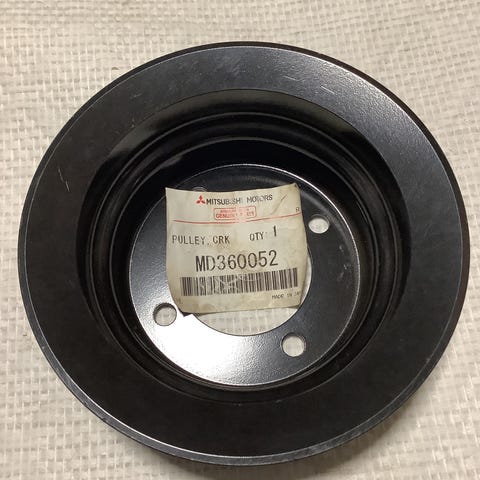 MITSUBISHI MOTORS
GENUINE PARTS
PULLEY,CRK QTY: 1
MD360052
MADE IN